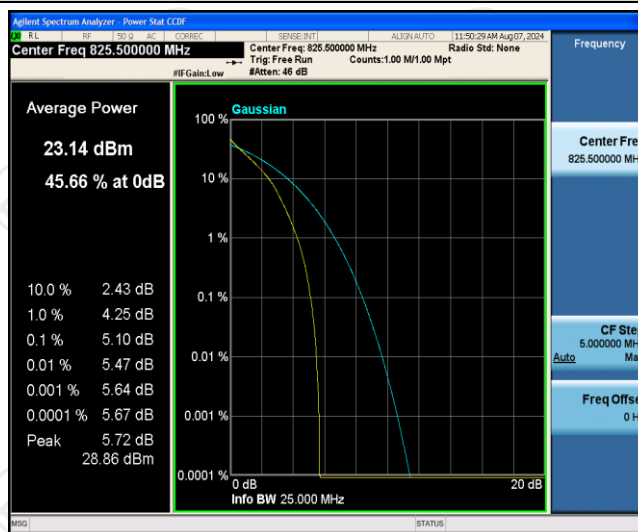 Agilent Spectrum Analyzer - Power Stat CCDF
RL RF 50 Ω AC CORREC SENSE:INT ALIGN AUTO 11:50:29 AM Aug 07, 2024
Center Freq 825.500000 MHz
Center Freq: 825.500000 MHz Radio Std: None
Trig: Free Run Counts:1.00 M/1.00 Mpt
#IFGain:Low #Atten: 46 dB
Frequency
Average Power
23.14 dBm
45.66 % at 0dB
10.0 % 2.43 dB
1.0 % 4.25 dB
0.1 % 5.10 dB
0.01 % 5.47 dB
0.001 % 5.64 dB
0.0001 % 5.67 dB
Peak 5.72 dB
28.86 dBm
Gaussian
100 %
10 %
1 %
0.1 %
0.01 %
0.001 %
0.0001 %
0 dB 20 dB
Info BW 25.000 MHz
Center Fre
825.500000 MH
CF Ste
5.000000 MH
Auto Ma
Freq Offse
0 H
MSG STATUS